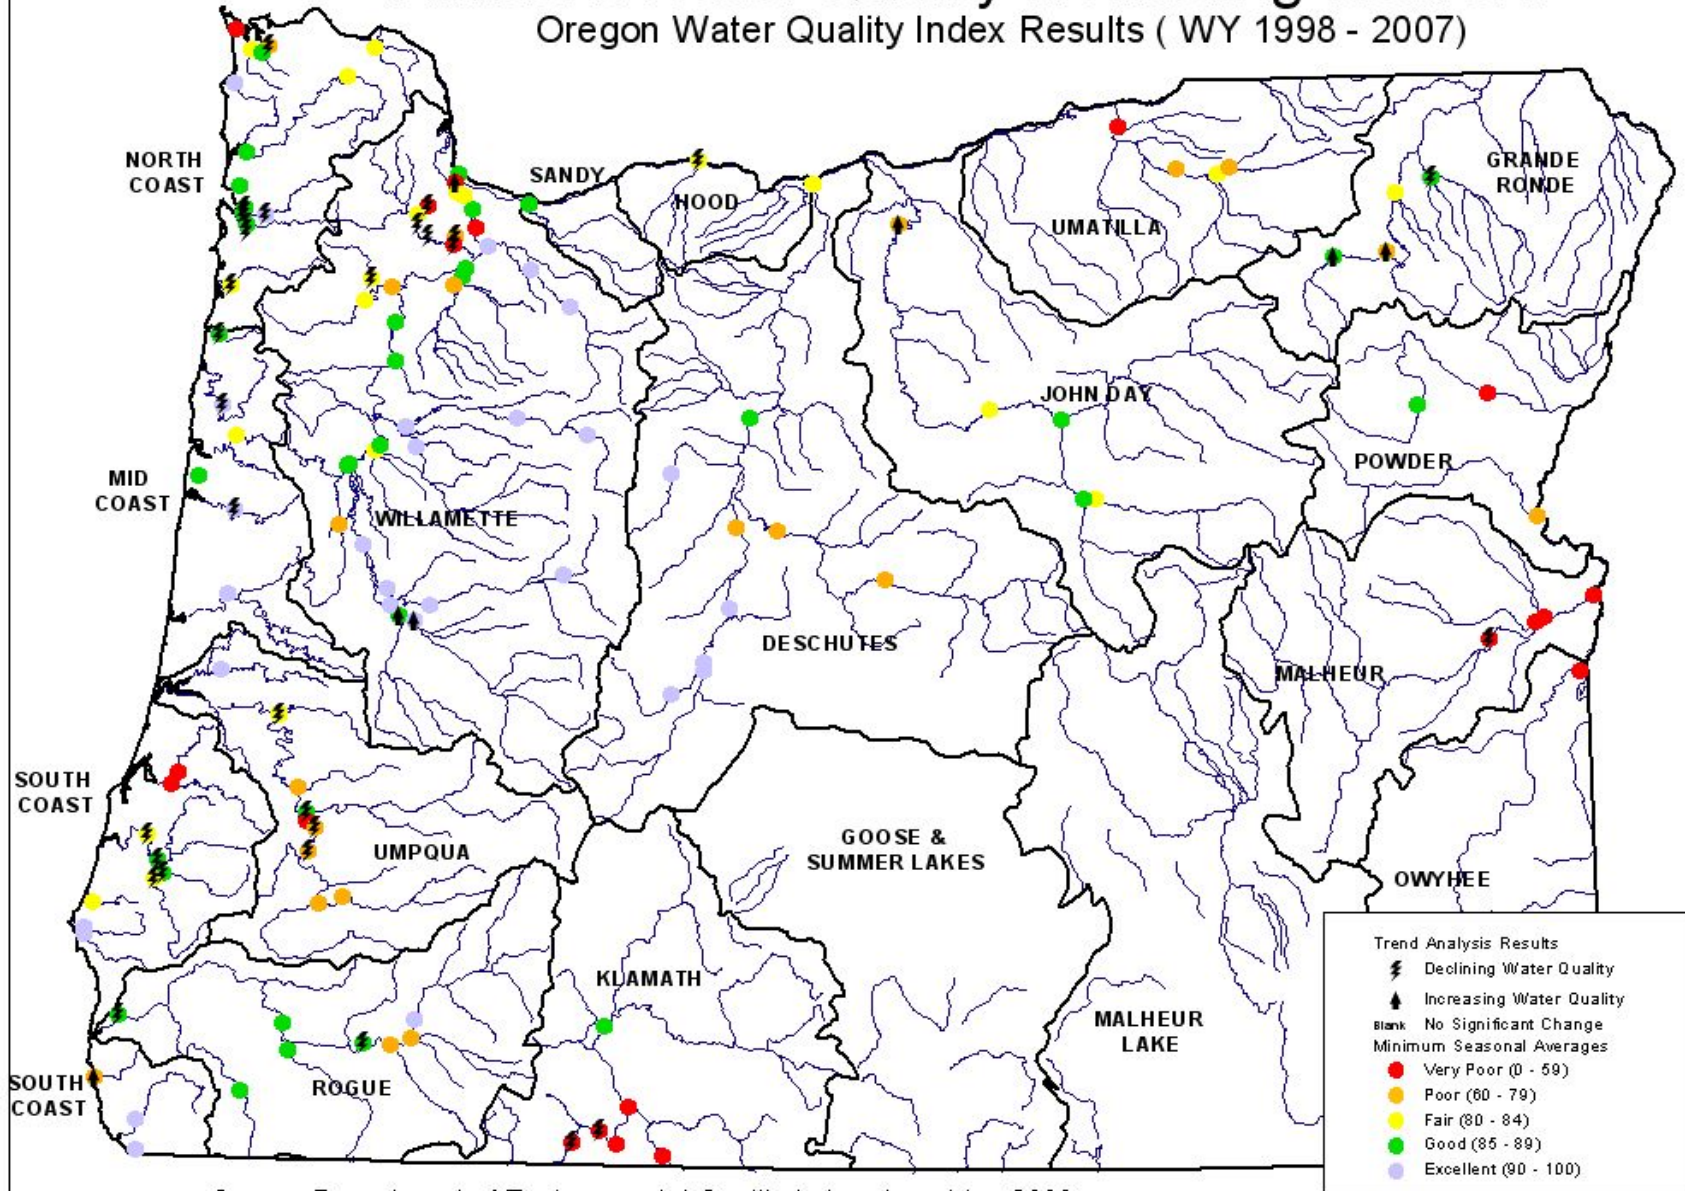 Oregon Water Quality Index Results ( WY 1998 - 2007)
NORTH
COAST
SANDY
HOOD
UMATILLA
GRANDE
RONDE
JOHN DAY
POWDER
MID
COAST
WILLAMETTE
DESCHUTES
MALHEUR
SOUTH
COAST
UMPQUA
GOOSE &
SUMMER LAKES
OWYHEE
KLAMATH
MALHEUR
LAKE
ROGUE
SOUTH
COAST
Trend Analysis Results
Declining Water Quality
Increasing Water Quality
Blank No Significant Change
Minimum Seasonal Averages
Very Poor (0 - 59)
Poor (60 - 79)
Fair (80 - 84)
Good (85 - 89)
Excellent (90 - 100)